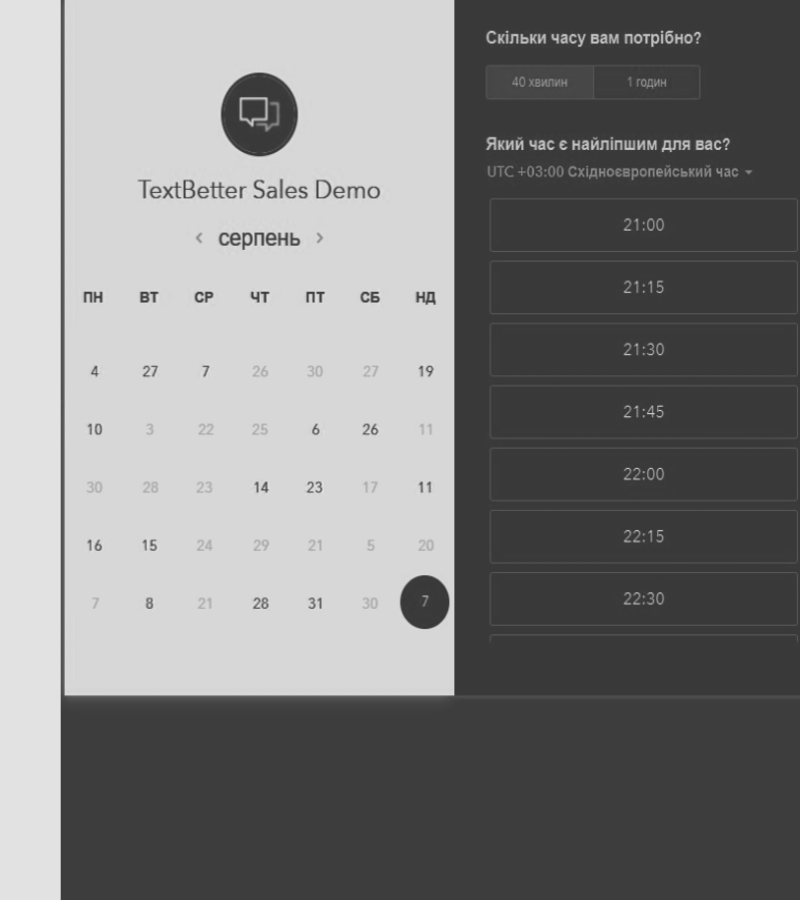 TextBetter Sales Demo
‹ серпень ›
ПН ВТ СР ЧТ ПТ СБ НД
4 27 7 26 30 27 19
10 3 22 25 6 26 11
30 28 23 14 23 17 11
16 15 24 29 21 5 20
7 8 21 28 31 30 7
Скільки часу вам потрібно?
40 хвилин 1 годин
Який час є найліпшим для вас?
UTC +03:00 Східноєвропейський час
21:00
21:15
21:30
21:45
22:00
22:15
22:30